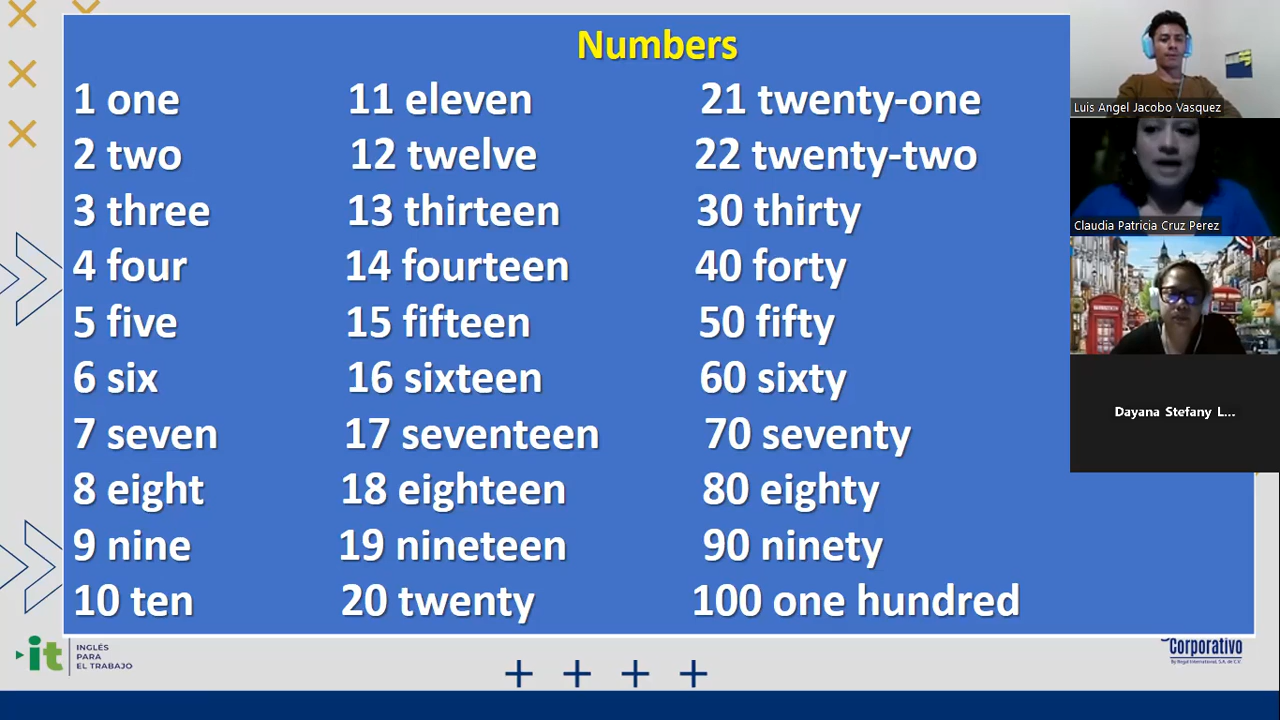 Numbers
1 one
2 two
3 three
4 four
5 five
6 six
7 seven
8 eight
9 nine
10 ten
11 eleven
12 twelve
13 thirteen
14 fourteen
15 fifteen
16 sixteen
17 seventeen
18 eighteen
19 nineteen
20 twenty
21 twenty-one
22 twenty-two
30 thirty
40 forty
50 fifty
60 sixty
70 seventy
80 eighty
90 ninety
100 one hundred
Luis Angel Jacobo Vasquez
Claudia Patricia Cruz Perez
Dayana Stefany L...
it
INGLÉS
PARA
EL TRABAJO
Corporativo